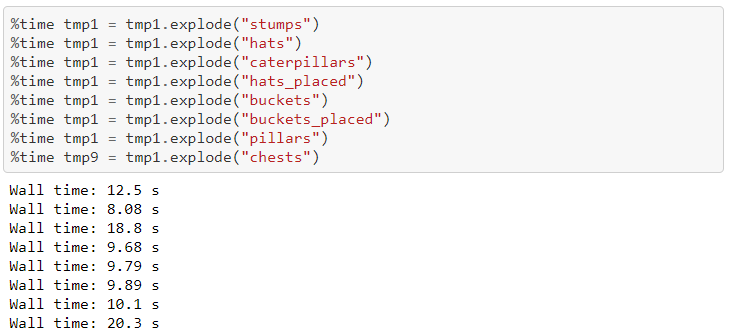 %time tmp1 = tmp1.explode("stumps")
%time tmp1 = tmp1.explode("hats")
%time tmp1 = tmp1.explode("caterpillars")
%time tmp1 = tmp1.explode("hats_placed")
%time tmp1 = tmp1.explode("buckets")
%time tmp1 = tmp1.explode("buckets_placed")
%time tmp1 = tmp1.explode("pillars")
%time tmp9 = tmp1.explode("chests")
Wall time: 12.5 s
Wall time: 8.08 s
Wall time: 18.8 s
Wall time: 9.68 s
Wall time: 9.79 s
Wall time: 9.89 s
Wall time: 10.1 s
Wall time: 20.3 s